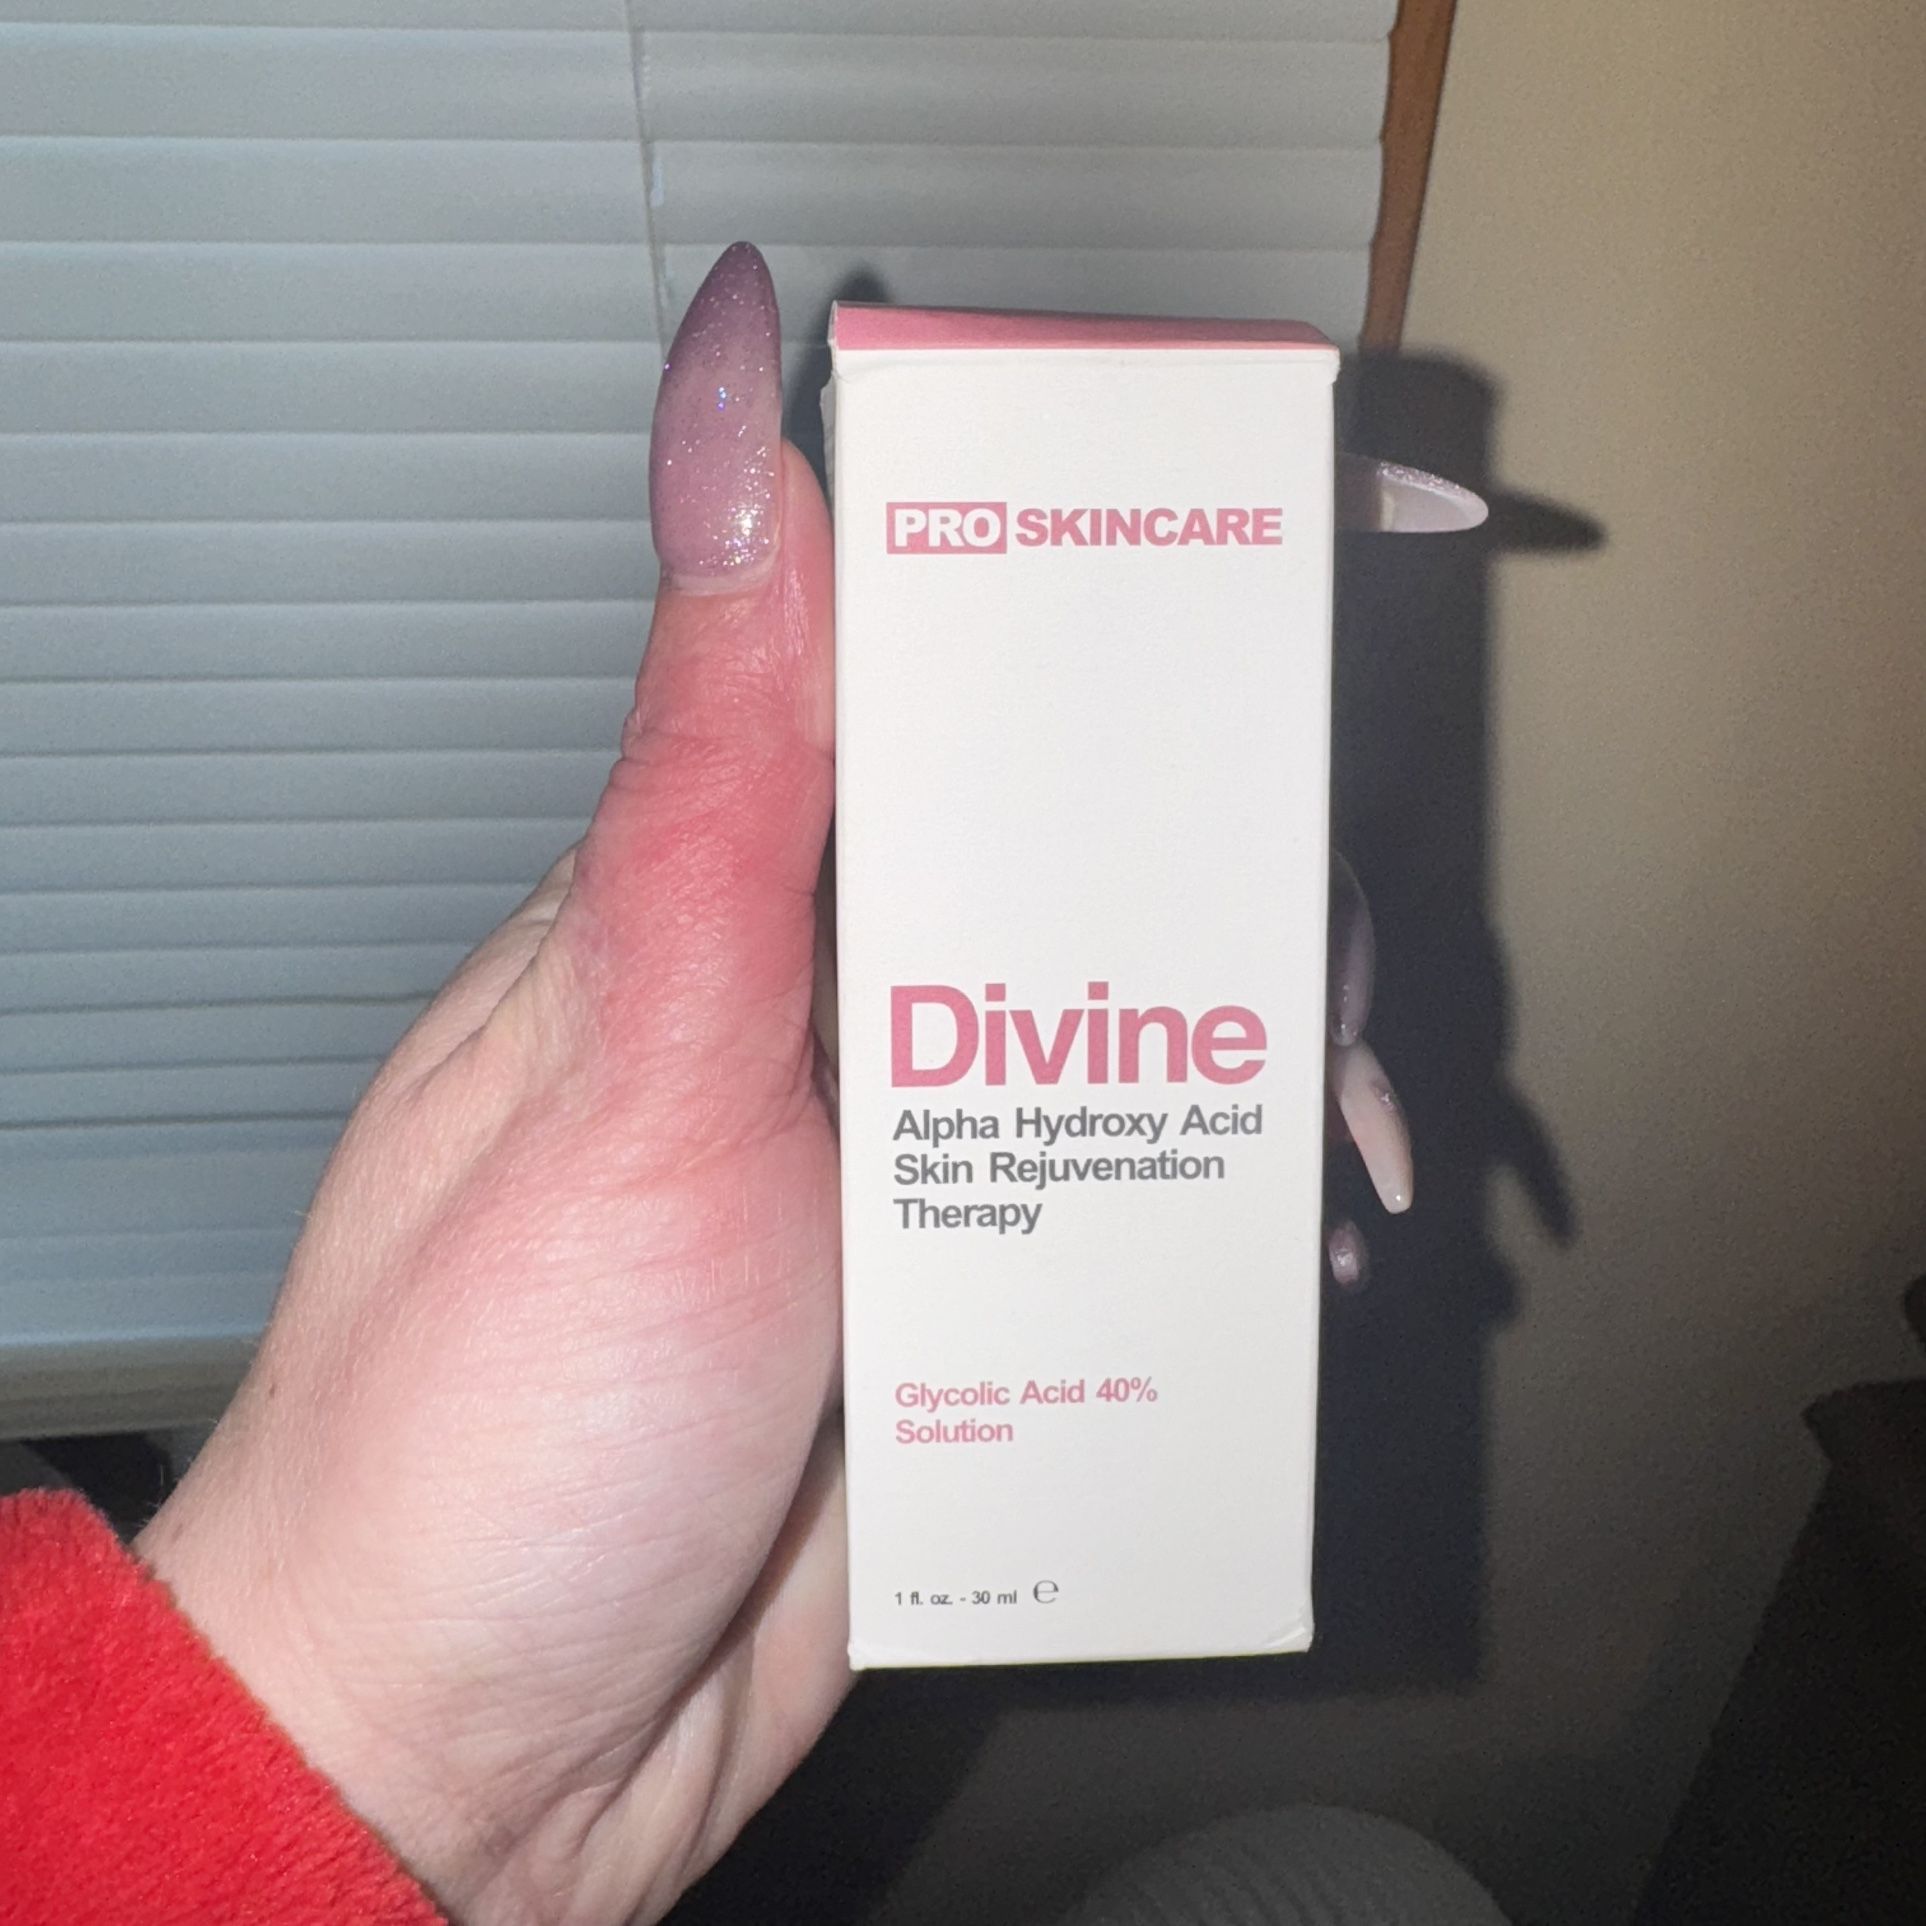 PRO SKINCARE
Divine
Alpha Hydroxy Acid
Skin Rejuvenation
Therapy
Glycolic Acid 40%
Solution
1 fl. oz. - 30 ml ℮